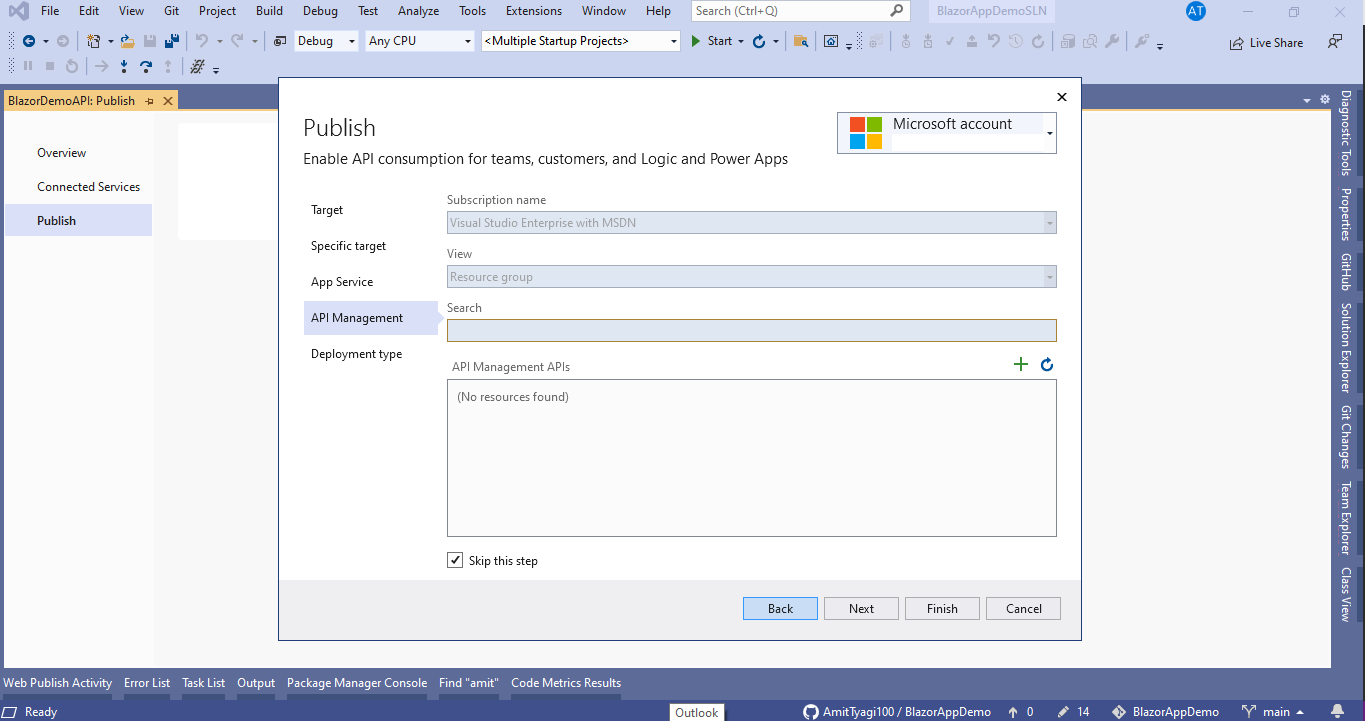 File Edit View Git Project Build Debug Test Analyze Tools Extensions Window Help Search (Ctrl+Q) BlazorAppDemoSLN AT
Debug Any CPU <Multiple Startup Projects> Start Live Share
BlazorDemoAPI: Publish
Overview
Connected Services
Publish
Publish
Microsoft account
Enable API consumption for teams, customers, and Logic and Power Apps
Target
Specific target
App Service
API Management
Deployment type
Subscription name
Visual Studio Enterprise with MSDN
View
Resource group
Search
API Management APIs
(No resources found)
Skip this step
Back Next Finish Cancel
Diagnostic Tools
Properties
GitHub
Solution Explorer
Git Changes
Team Explorer
Class View
Web Publish Activity Error List Task List Output Package Manager Console Find "amit" Code Metrics Results
Ready Outlook AmitTyagi100 / BlazorAppDemo 0 14 BlazorAppDemo main